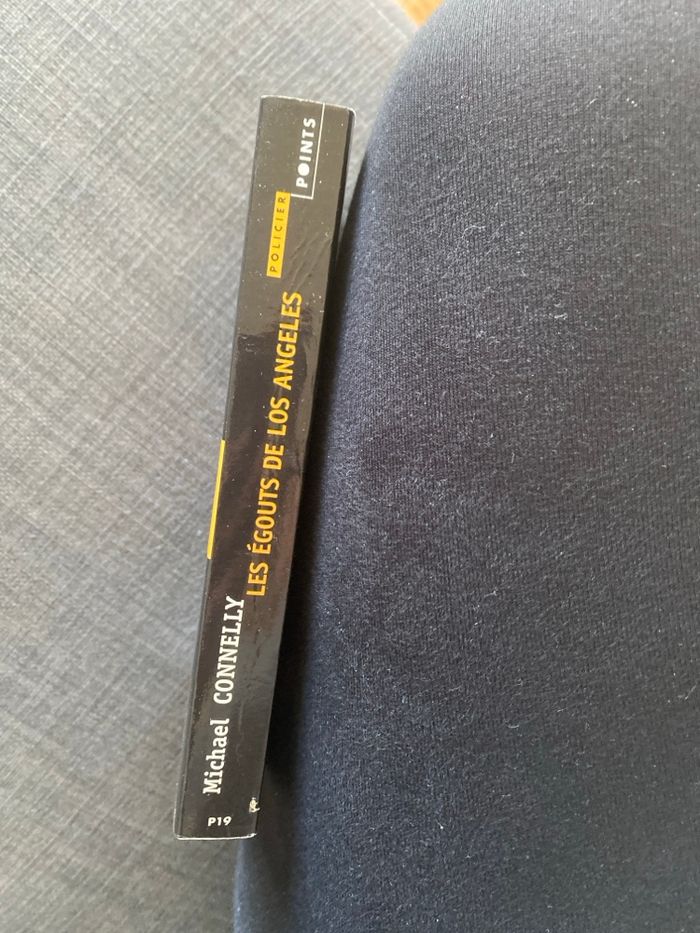 Michael CONNELLY
LES ÉGOUTS DE LOS ANGELES
POLICIER
POINTS
P19